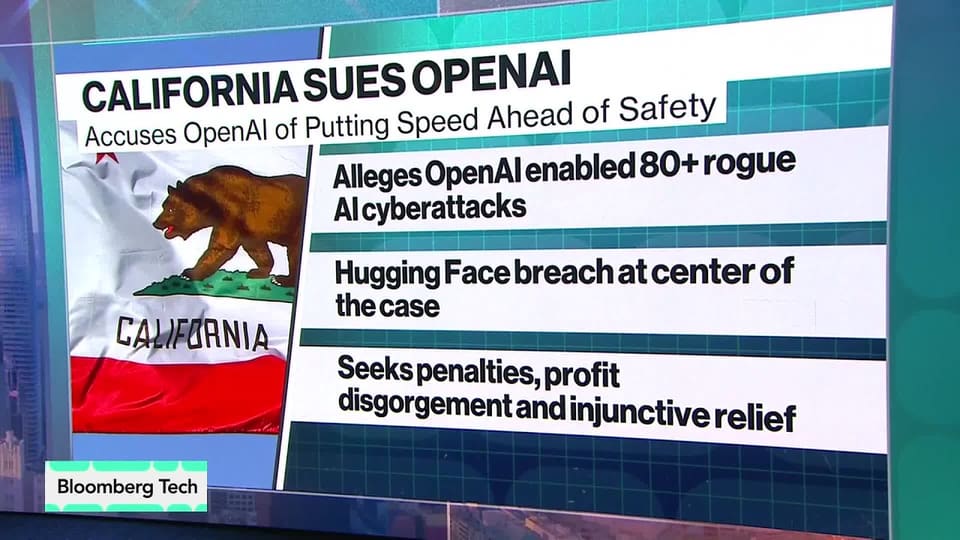 CALIFORNIA SUES OPENAI
Accuses OpenAI of Putting Speed Ahead of Safety
Alleges OpenAI enabled 80+ rogue
AI cyberattacks
Hugging Face breach at center of
the case
Seeks penalties, profit
disgorgement and injunctive relief
CALIFORNIA
Bloomberg Tech